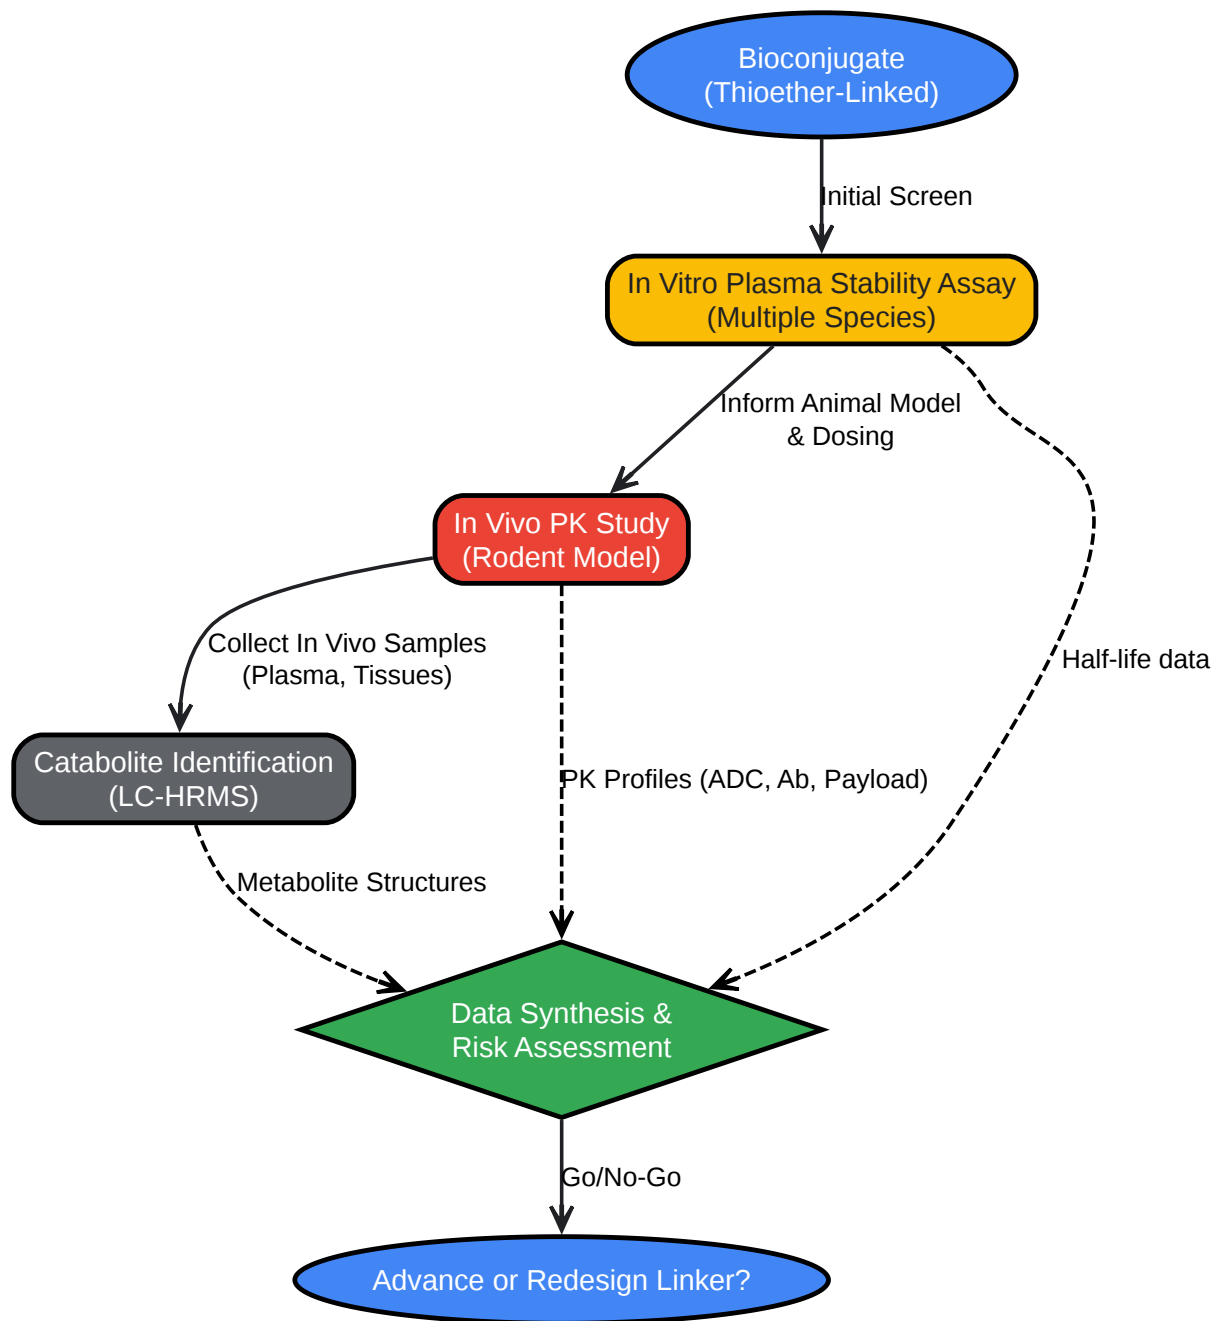 Bioconjugate
(Thioether-Linked)
Initial Screen
In Vitro Plasma Stability Assay
(Multiple Species)
Inform Animal Model
& Dosing
In Vivo PK Study
(Rodent Model)
Collect In Vivo Samples
(Plasma, Tissues)
Half-life data
Catabolite Identification
(LC-HRMS)
PK Profiles (ADC, Ab, Payload)
Metabolite Structures
Data Synthesis &
Risk Assessment
Go/No-Go
Advance or Redesign Linker?